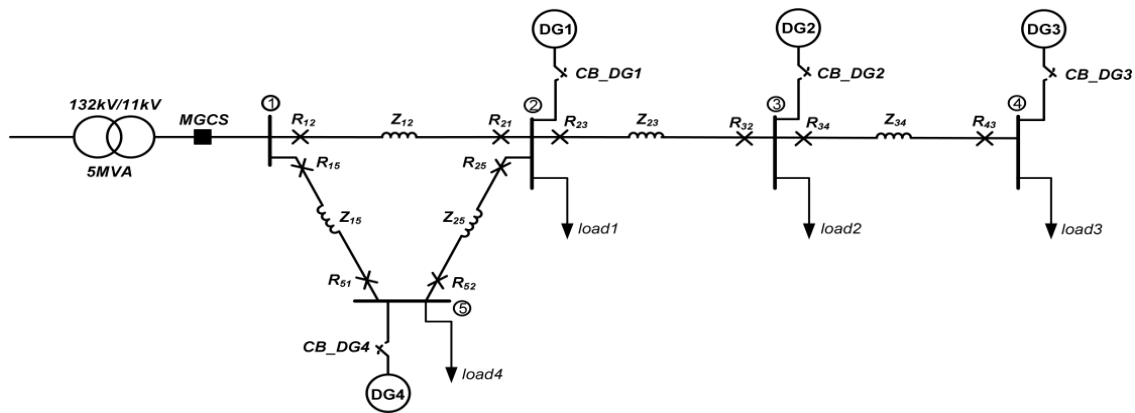 DG1
DG2
DG3
CB_DG1
CB_DG2
CB_DG3
132kV/11kV
MGCS
5MVA
1
2
3
4
R12
Z12
R21
R23
Z23
R32
R34
Z34
R43
R15
R25
Z15
Z25
load1
load2
load3
R51
R52
5
CB_DG4
load4
DG4